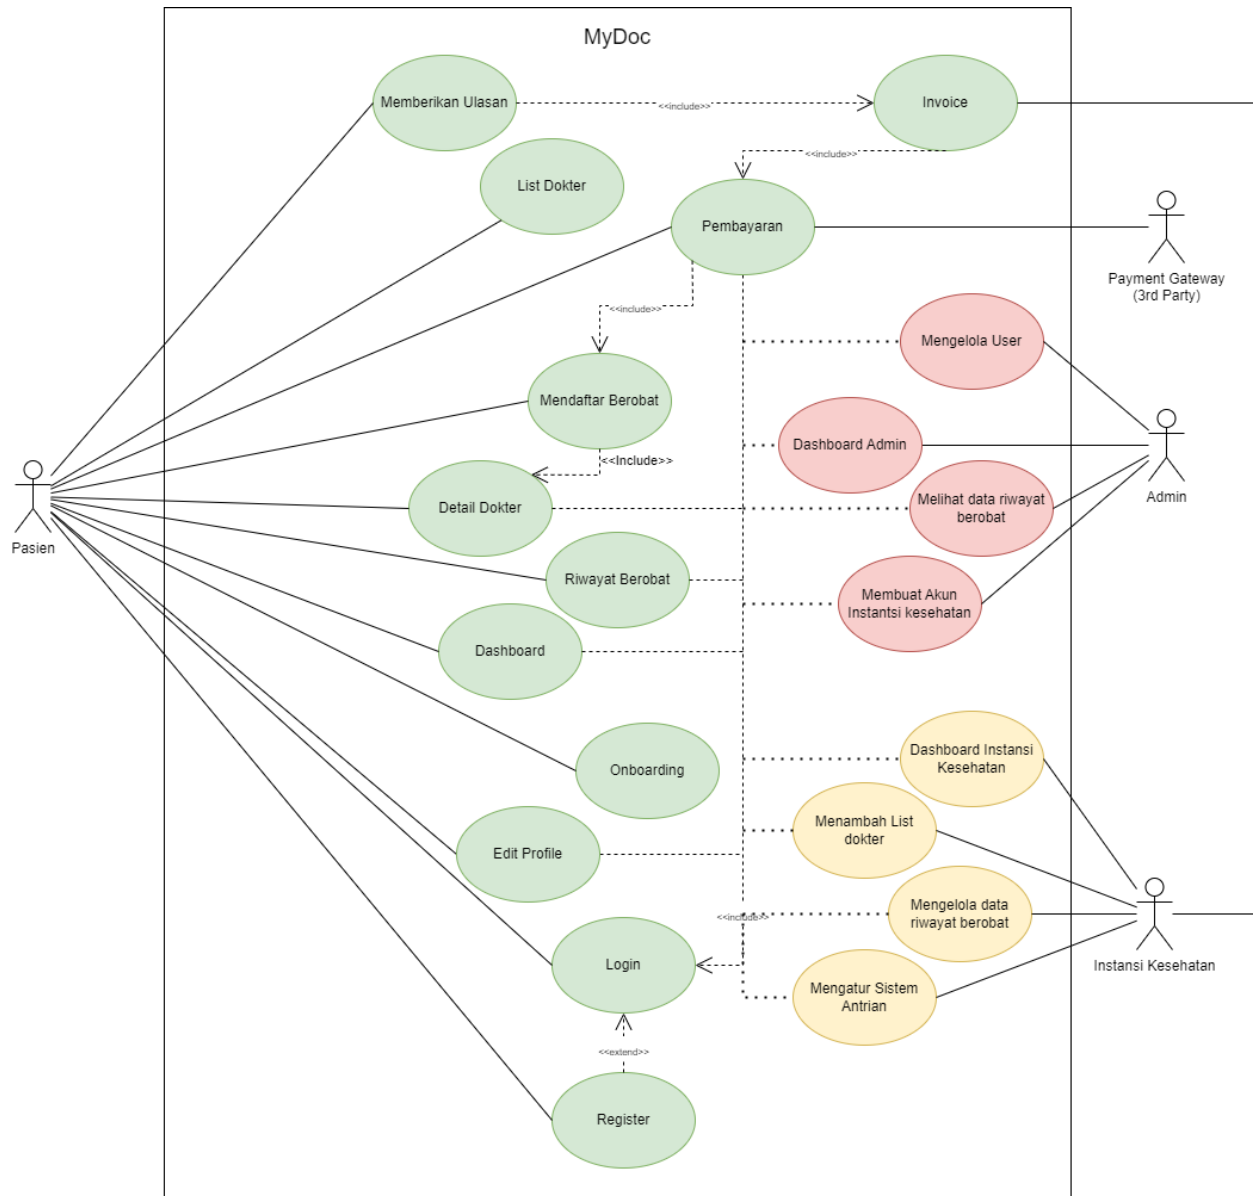 MyDoc
Memberikan Ulasan
<<include>>
Invoice
List Dokter
<<include>>
Pembayaran
Payment Gateway
(3rd Party)
<<include>>
Mengelola User
Mendaftar Berobat
Dashboard Admin
<<Include>>
Admin
Detail Dokter
Melihat data riwayat
berobat
Pasien
Riwayat Berobat
Membuat Akun
Instantsi kesehatan
Dashboard
Dashboard Instansi
Kesehatan
Onboarding
Menambah List
dokter
Edit Profile
Mengelola data
riwayat berobat
<<include>>
Login
Instansi Kesehatan
Mengatur Sistem
Antrian
<<extend>>
Register